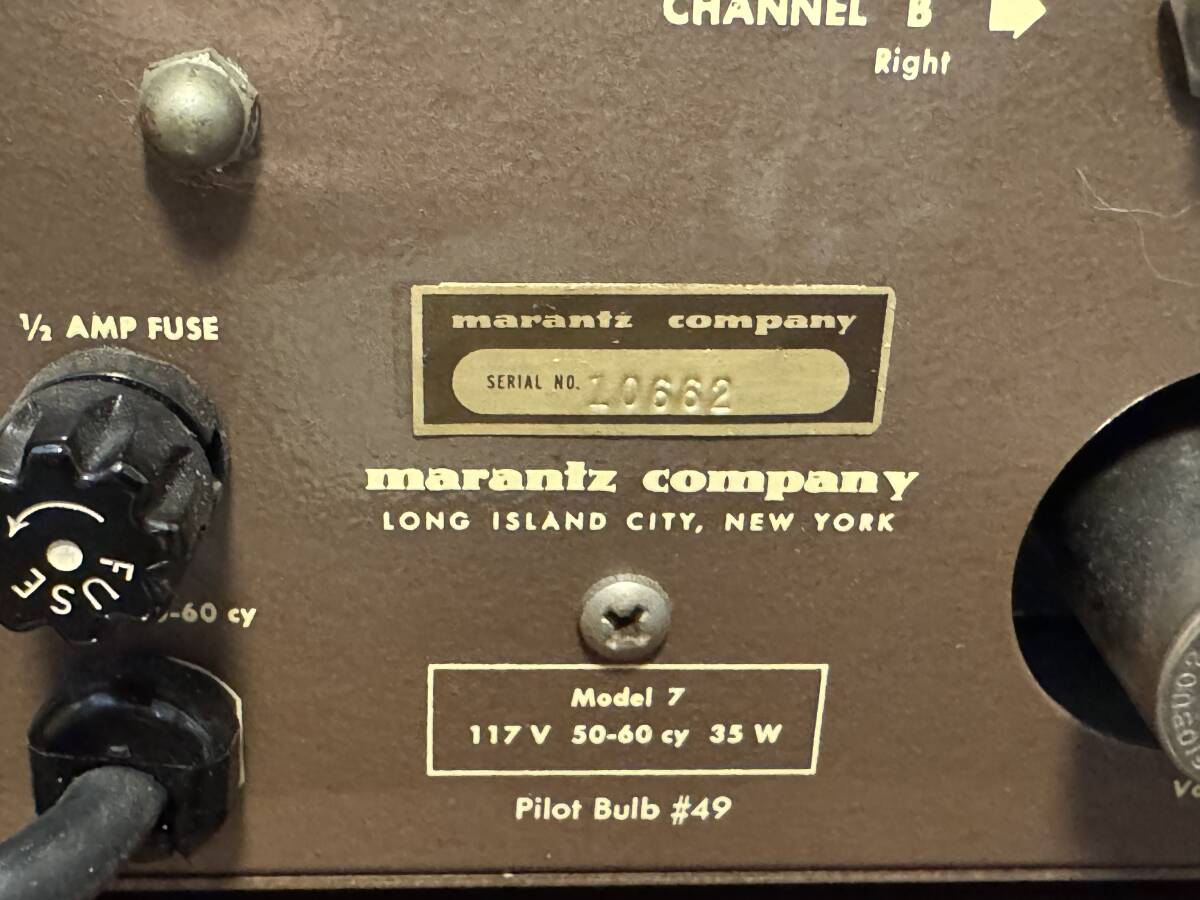 CHANNEL B
Right
½ AMP FUSE
marantz company
SERIAL NO. 10662
marantz company
LONG ISLAND CITY, NEW YORK
FUSE
-60 cy
Model 7
117 V 50-60 cy 35 W
Pilot Bulb #49